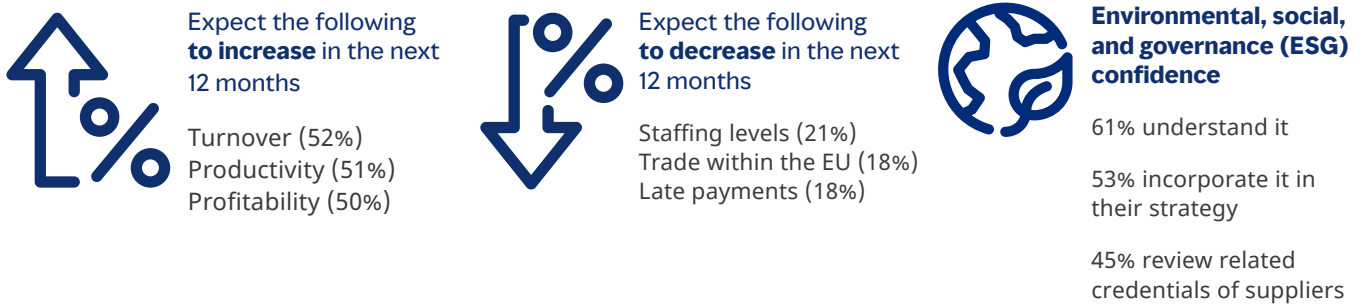 Expect the following
to increase in the next
12 months
Turnover (52%)
Productivity (51%)
Profitability (50%)
Expect the following
to decrease in the next
12 months
Staffing levels (21%)
Trade within the EU (18%)
Late payments (18%)
Environmental, social,
and governance (ESG)
confidence
61% understand it
53% incorporate it in
their strategy
45% review related
credentials of suppliers